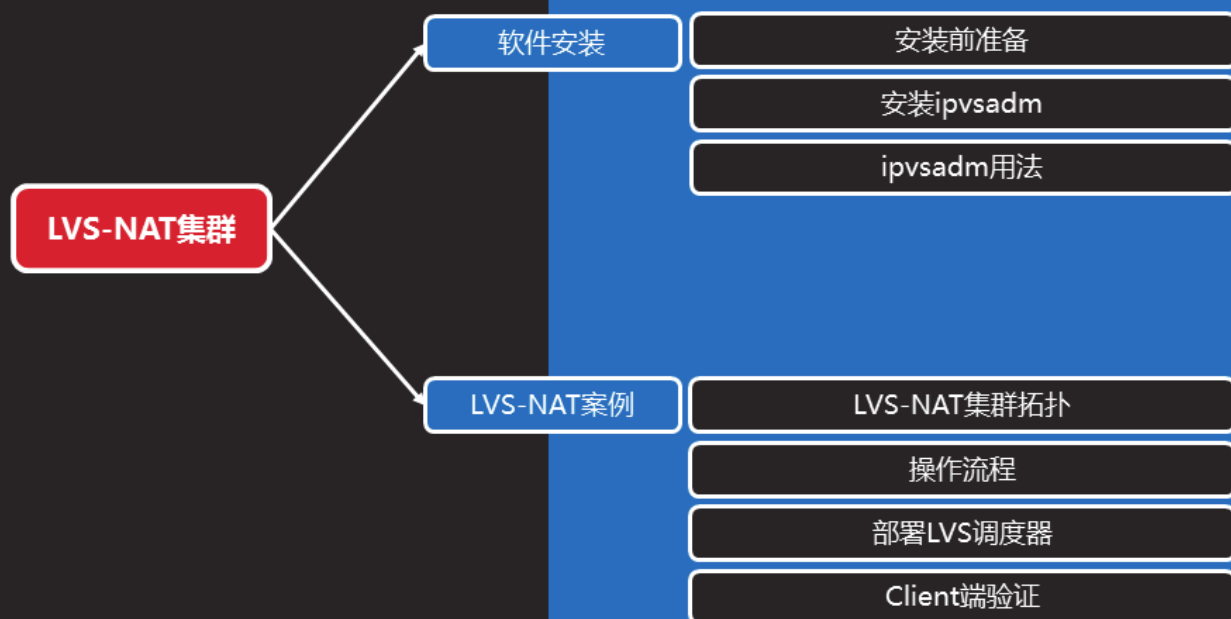 LVS-NAT集群
软件安装
安装前准备
安装ipvsadm
ipvsadm用法
LVS-NAT案例
LVS-NAT集群拓扑
操作流程
部署LVS调度器
Client端验证